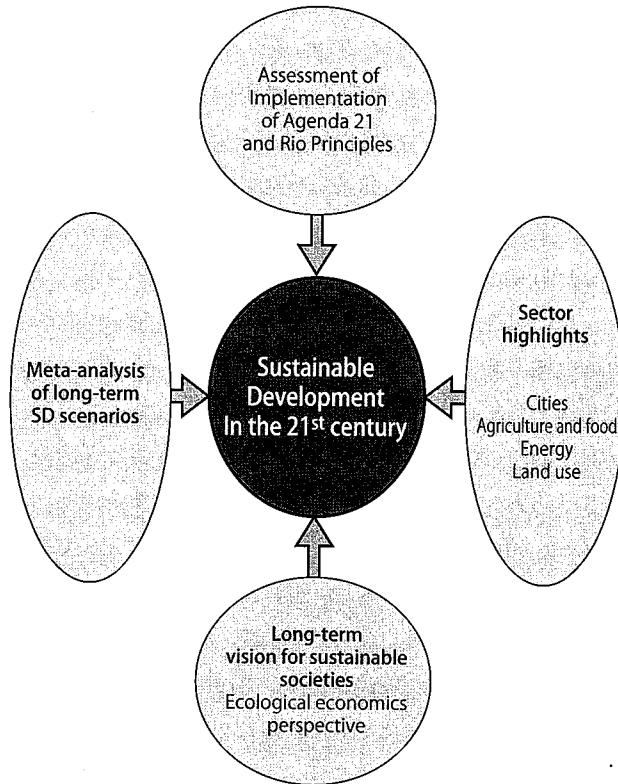 Assessment of
Implementation
of Agenda 21
and Rio Principles
Meta-analysis
of long-term
SD scenarios
Sustainable
Development
In the 21st century
Sector
highlights
Cities
Agriculture and food
Energy
Land use
Long-term
vision for sustainable
societies
Ecological economics
perspective